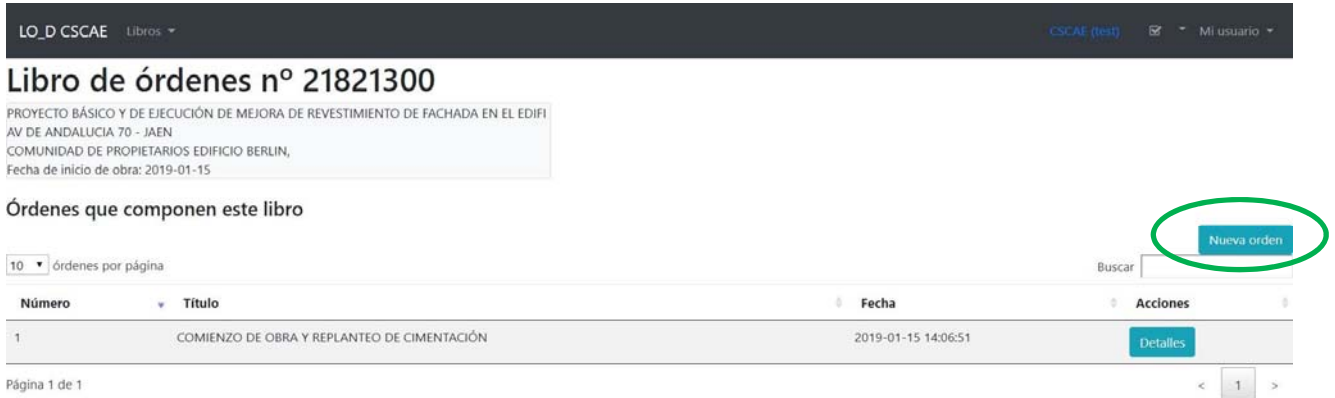 LO_D CSCAE Libros CSCAE (test) Mi usuario
Libro de órdenes nº 21821300
PROYECTO BÁSICO Y DE EJECUCIÓN DE MEJORA DE REVESTIMIENTO DE FACHADA EN EL EDIFI
AV DE ANDALUCIA 70 - JAEN
COMUNIDAD DE PROPIETARIOS EDIFICIO BERLIN,
Fecha de inicio de obra: 2019-01-15
Órdenes que componen este libro
Nueva orden
10 órdenes por página Buscar
Número Título Fecha Acciones
1 COMIENZO DE OBRA Y REPLANTEO DE CIMENTACIÓN 2019-01-15 14:06:51 Detalles
Página 1 de 1 < 1 >